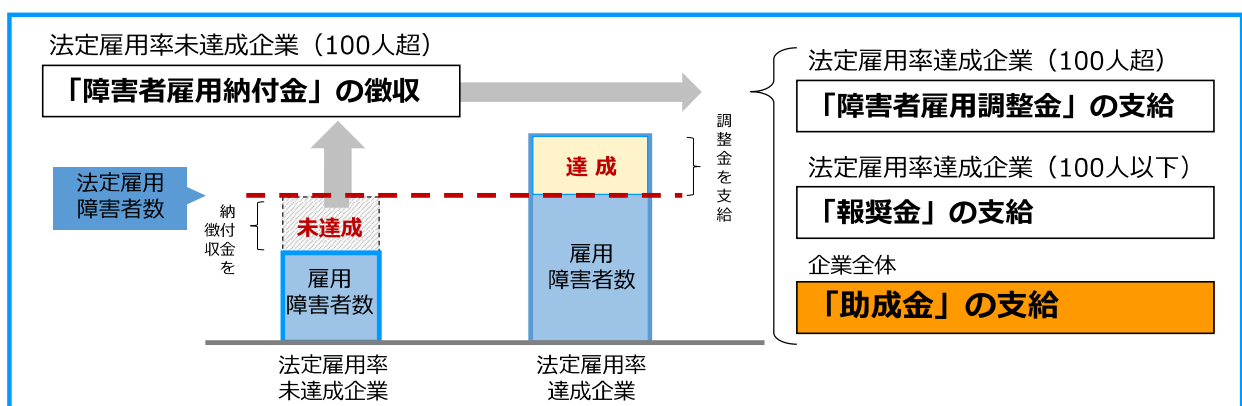 法定雇用率未達成企業（100人超）
「障害者雇用納付金」の徴収
法定雇用
障害者数
納付金を
徴収
未達成
雇用
障害者数
達 成
雇用
障害者数
調整金を支給
法定雇用率
未達成企業
法定雇用率
達成企業
法定雇用率達成企業（100人超）
「障害者雇用調整金」の支給
法定雇用率達成企業（100人以下）
「報奨金」の支給
企業全体
「助成金」の支給